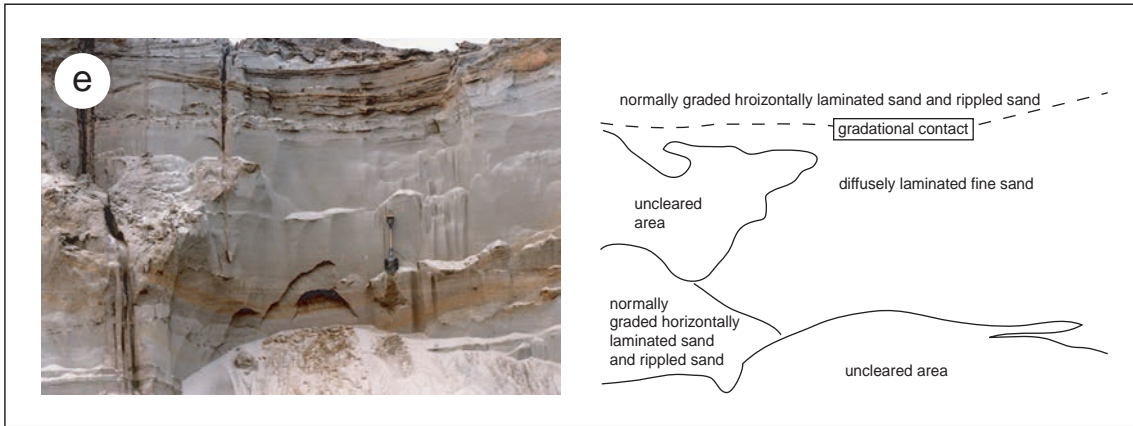 e
normally graded hroizontally laminated sand and rippled sand
gradational contact
diffusely laminated fine sand
uncleared
area
normally
graded horizontally
laminated sand
and rippled sand
uncleared area